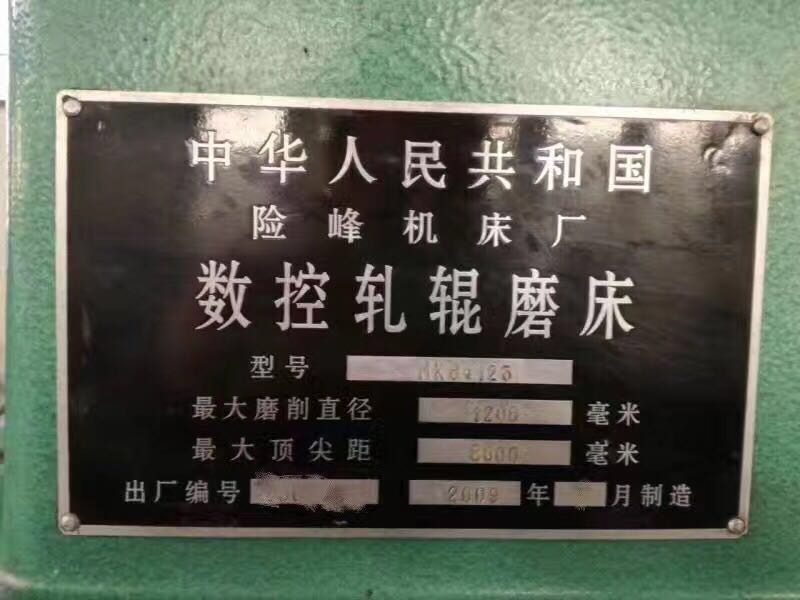 中华人民共和国
险峰机床厂
数控轧辊磨床
型号 MK84125
最大磨削直径 毫米
最大顶尖距 毫米
出厂编号 2009 年 月制造